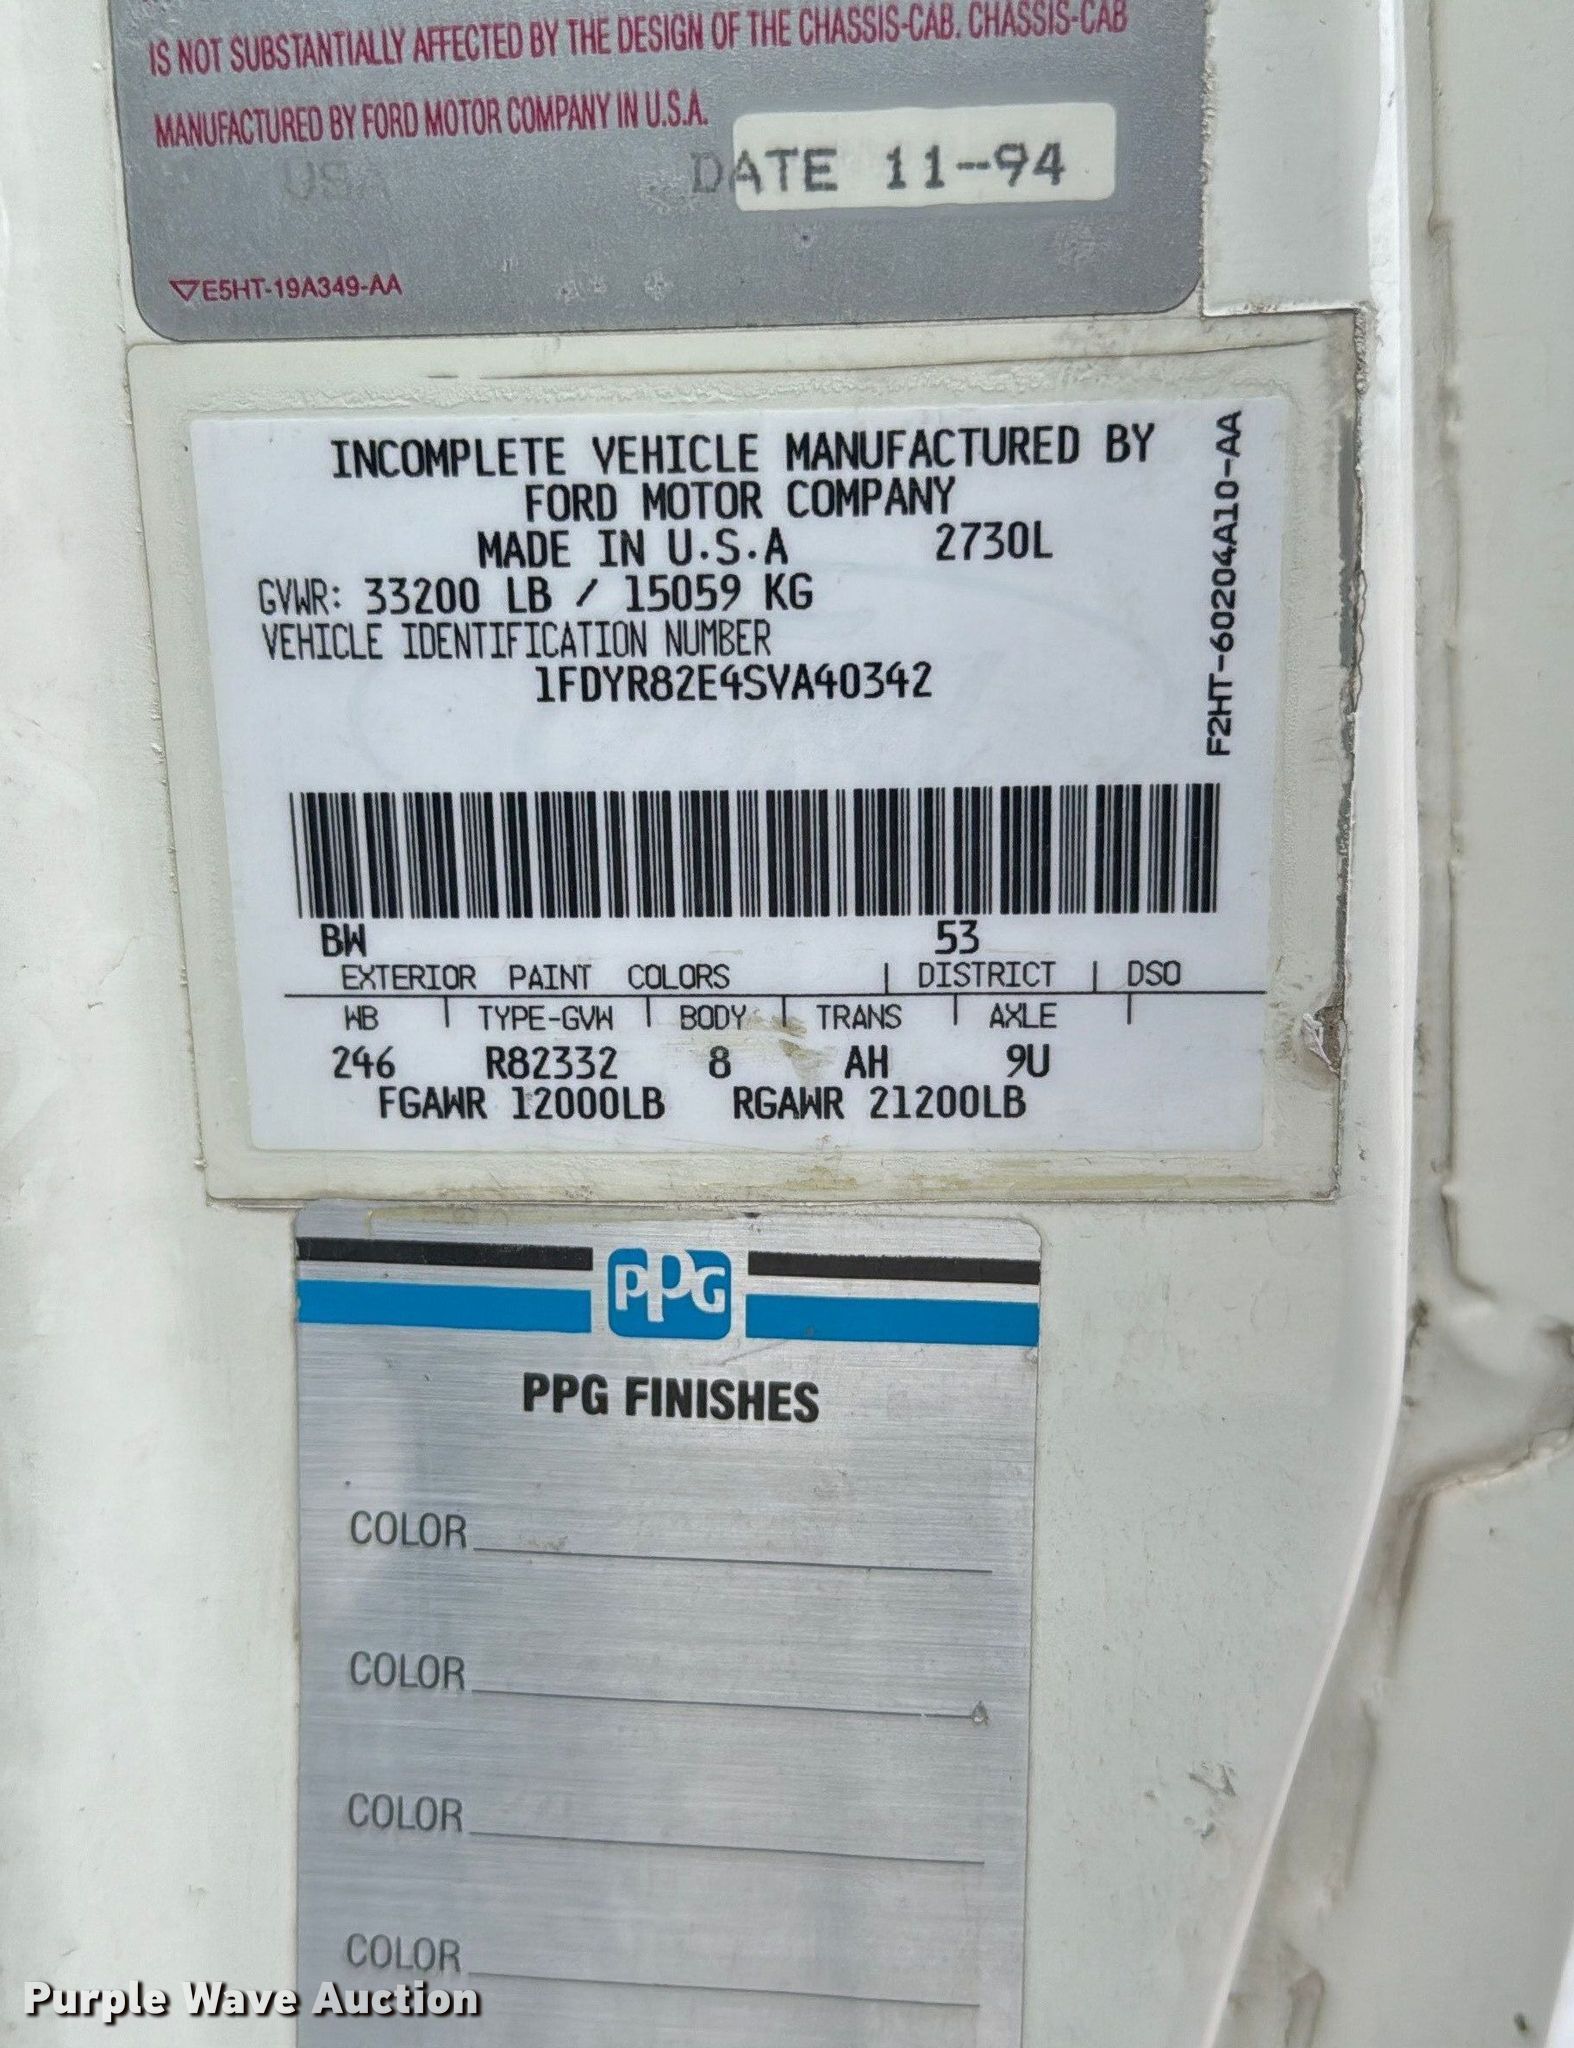 IS NOT SUBSTANTIALLY AFFECTED BY THE DESIGN OF THE CHASSIS-CAB. CHASSIS-CAB
MANUFACTURED BY FORD MOTOR COMPANY IN U.S.A.
USA
DATE 11-94
E5HT-19A349-AA
INCOMPLETE VEHICLE MANUFACTURED BY
FORD MOTOR COMPANY
MADE IN U.S.A 2730L
GVWR: 33200 LB / 15059 KG
VEHICLE IDENTIFICATION NUMBER
1FDYR82E4SVA40342
F2HT-60204A10-AA
BW 53
EXTERIOR PAINT COLORS | DISTRICT | DSO
WB | TYPE-GVW | BODY | TRANS | AXLE |
246 R82332 8 AH 9U
FGAWR 12000LB RGAWR 21200LB
PPG
PPG FINISHES
COLOR
COLOR
COLOR
COLOR
Purple Wave Auction